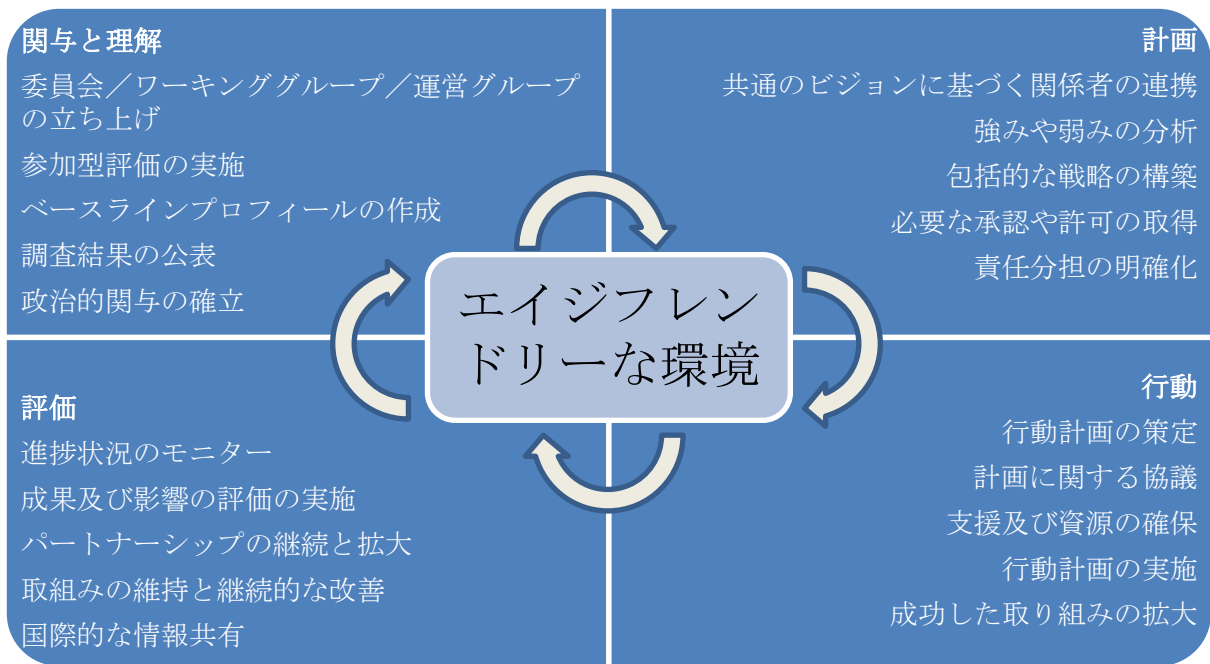 関与と理解
委員会／ワーキンググループ／運営グループ
の立ち上げ
参加型評価の実施
ベースラインプロフィールの作成
調査結果の公表
政治的関与の確立
計画
共通のビジョンに基づく関係者の連携
強みや弱みの分析
包括的な戦略の構築
必要な承認や許可の取得
責任分担の明確化
エイジフレン
ドリーな環境
評価
進捗状況のモニター
成果及び影響の評価の実施
パートナーシップの継続と拡大
取組みの維持と継続的な改善
国際的な情報共有
行動
行動計画の策定
計画に関する協議
支援及び資源の確保
行動計画の実施
成功した取り組みの拡大